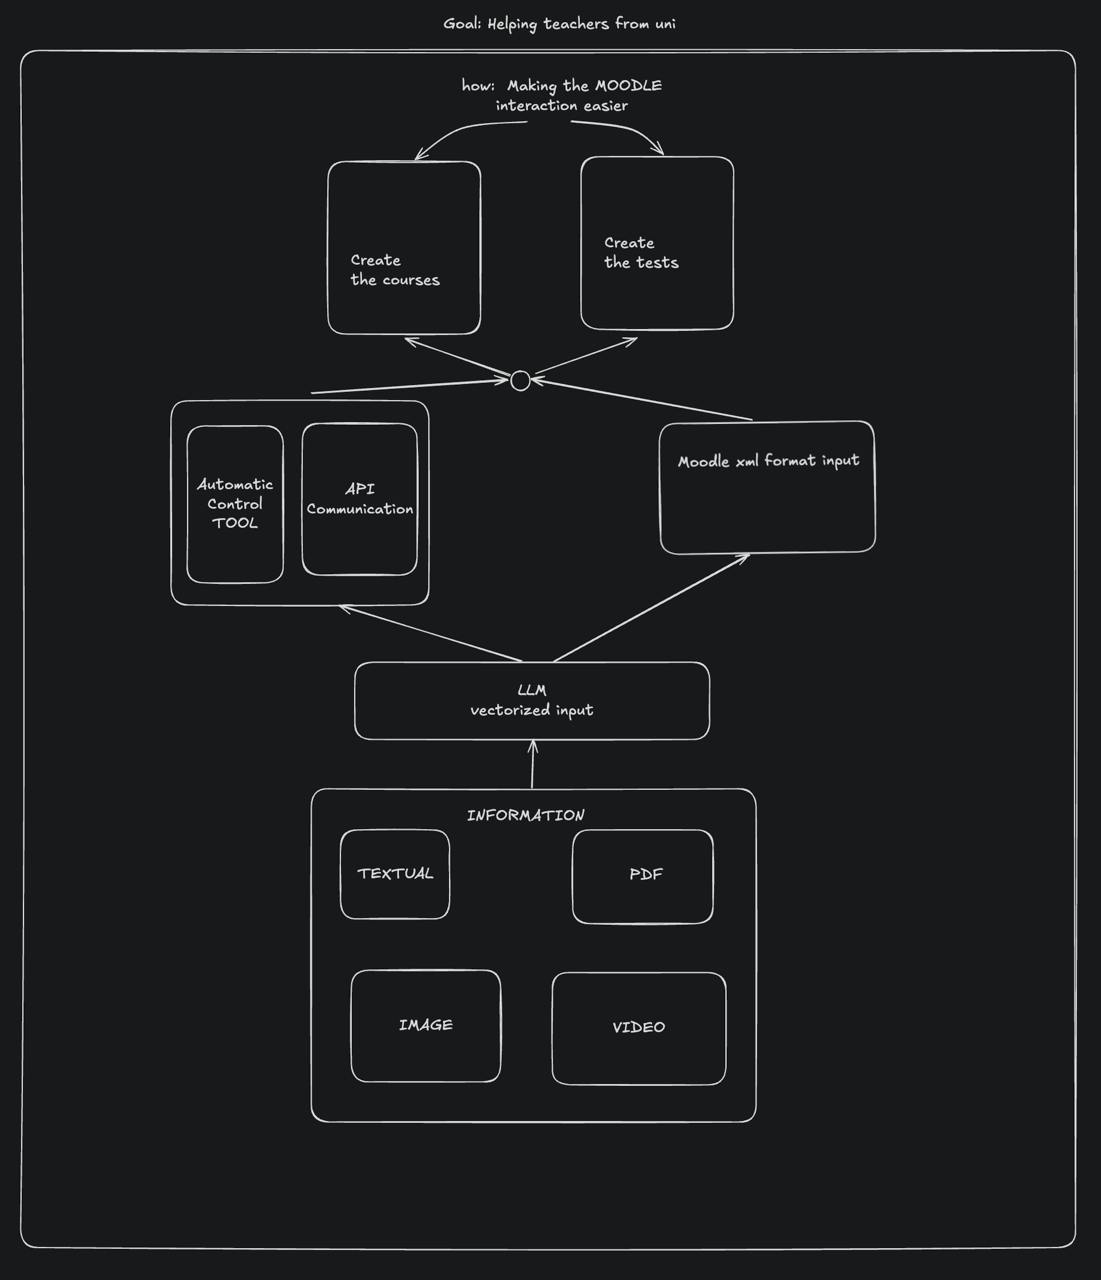 Goal: Helping teachers from uni
how: Making the MOODLE
interaction easier
Create
the courses
Create
the tests
Automatic
Control
TOOL
API
Communication
Moodle xml format input
LLM
vectorized input
INFORMATION
TEXTUAL
PDF
IMAGE
VIDEO